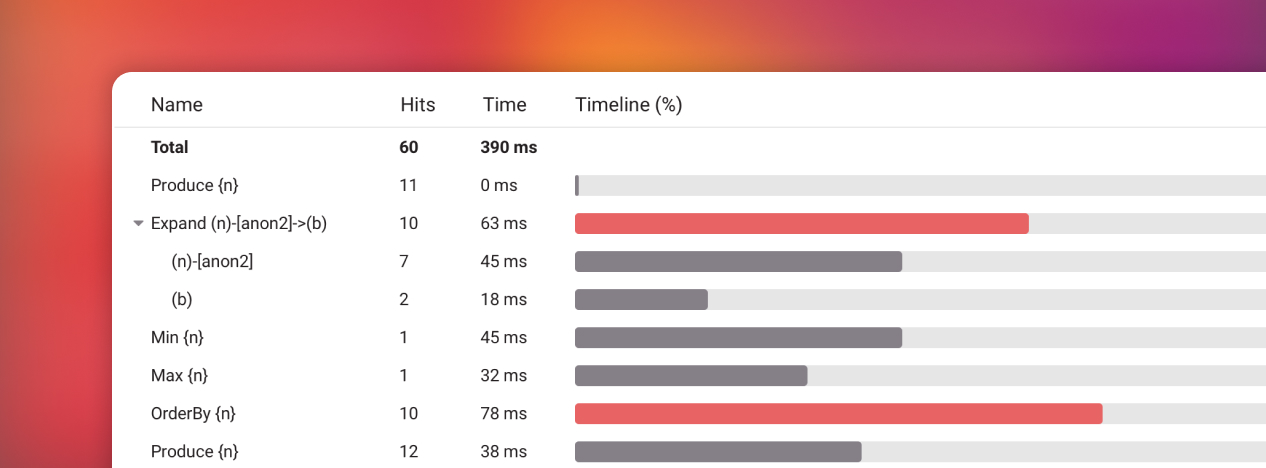 Name Hits Time Timeline (%)
Total 60 390 ms
Produce {n} 11 0 ms
Expand (n)-[anon2]->(b) 10 63 ms
(n)-[anon2] 7 45 ms
(b) 2 18 ms
Min {n} 1 45 ms
Max {n} 1 32 ms
OrderBy {n} 10 78 ms
Produce {n} 12 38 ms